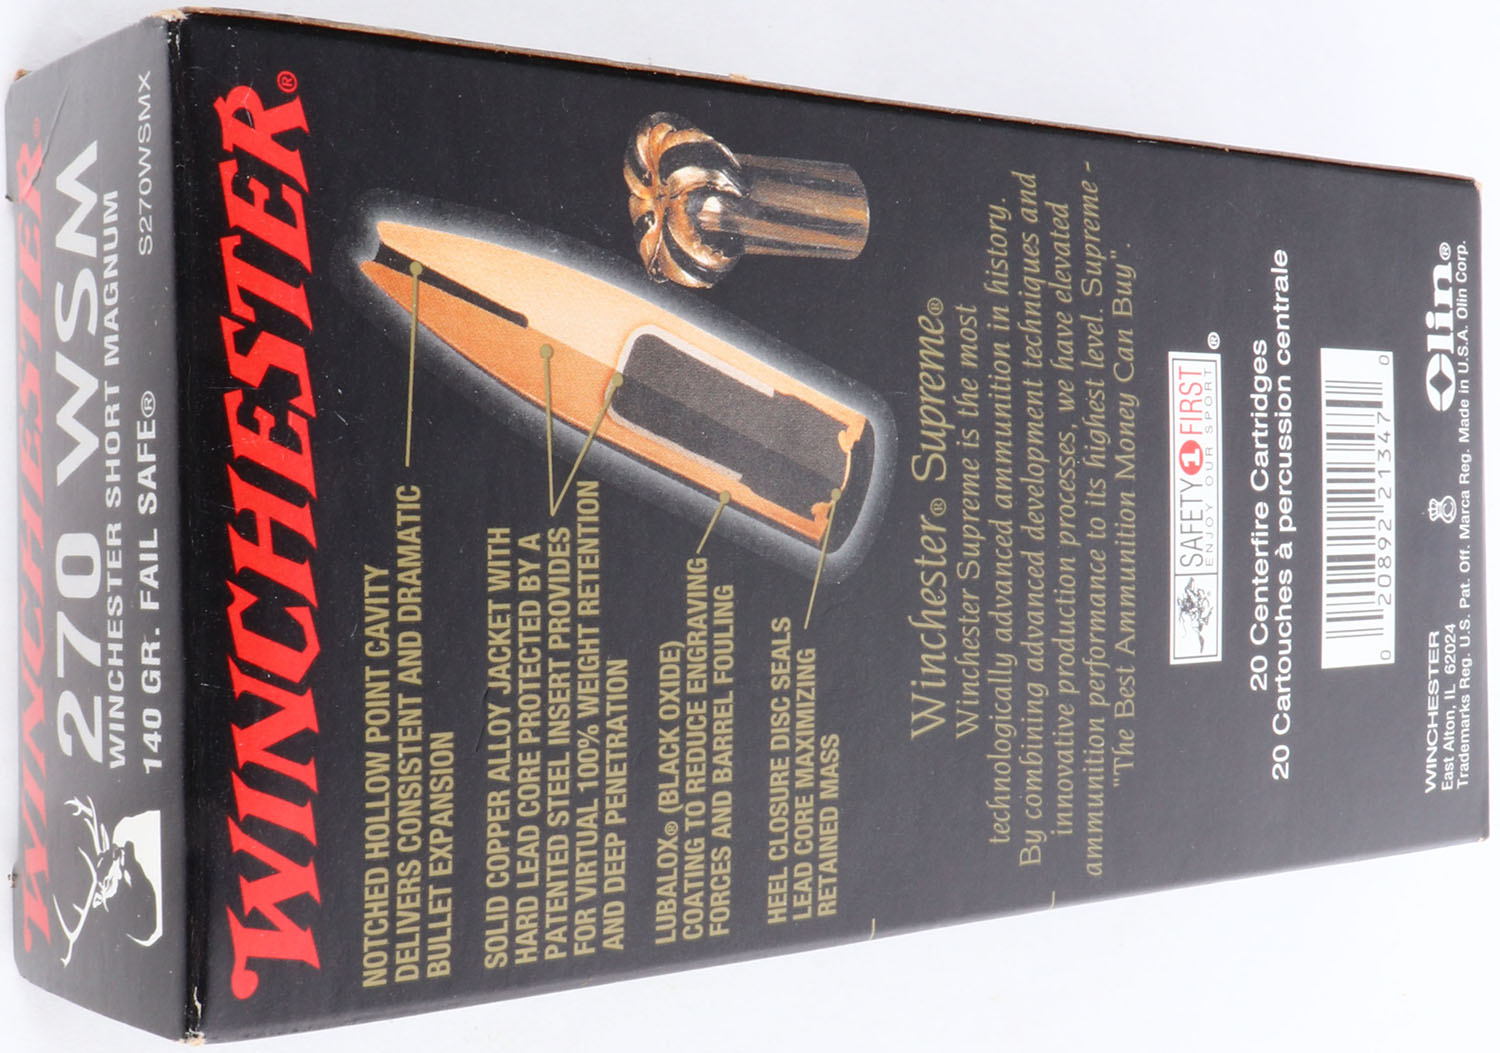 WINCHESTER®
270 WSM
WINCHESTER SHORT MAGNUM
140 GR. FAIL SAFE®
S270WSMX
WINCHESTER®
NOTCHED HOLLOW POINT CAVITY
DELIVERS CONSISTENT AND DRAMATIC
BULLET EXPANSION
SOLID COPPER ALLOY JACKET WITH
HARD LEAD CORE PROTECTED BY A
PATENTED STEEL INSERT PROVIDES
FOR VIRTUAL 100% WEIGHT RETENTION
AND DEEP PENETRATION
LUBALOX® (BLACK OXIDE)
COATING TO REDUCE ENGRAVING
FORCES AND BARREL FOULING
HEEL CLOSURE DISC SEALS
LEAD CORE MAXIMIZING
RETAINED MASS
Winchester® Supreme®
Winchester Supreme is the most
technologically advanced ammunition in history.
By combining advanced development techniques and
innovative production processes, we have elevated
ammunition performance to its highest level. Supreme -
"The Best Ammunition Money Can Buy".
SAFETY 1 FIRST®
ENJOY OUR SPORT
20 Centerfire Cartridges
20 Cartouches à percussion centrale
0 20892 21347 0
WINCHESTER
East Alton, IL 62024
Olin®
Trademarks Reg. U.S. Pat. Off. Marca Reg. Made in U.S.A. Olin Corp.